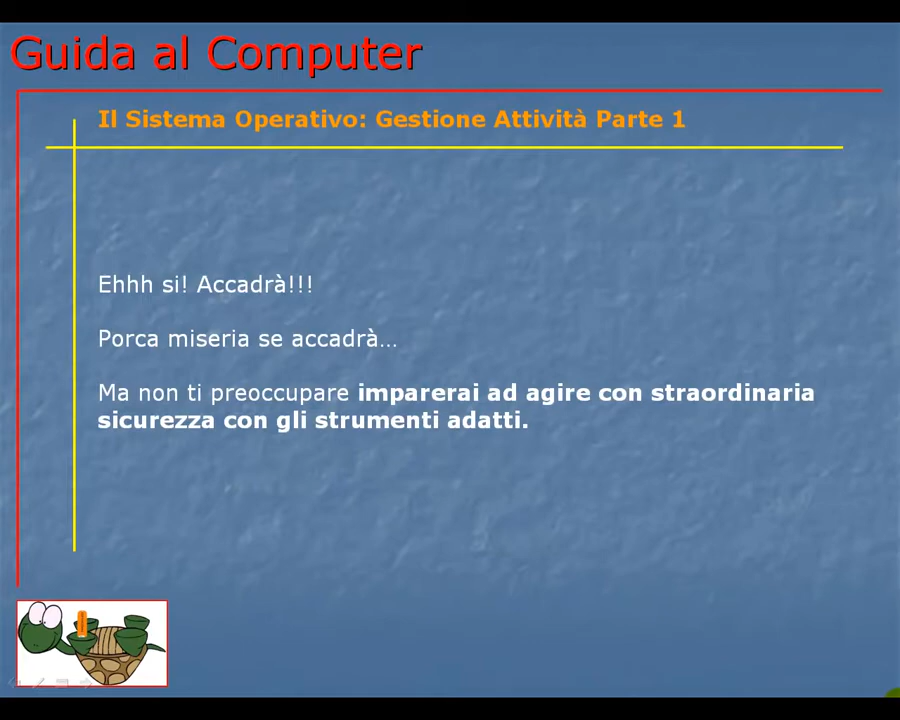 Guida al Computer
Il Sistema Operativo: Gestione Attività Parte 1
Ehhh si! Accadrà!!!
Porca miseria se accadrà...
Ma non ti preoccupare imparerai ad agire con straordinaria
sicurezza con gli strumenti adatti.